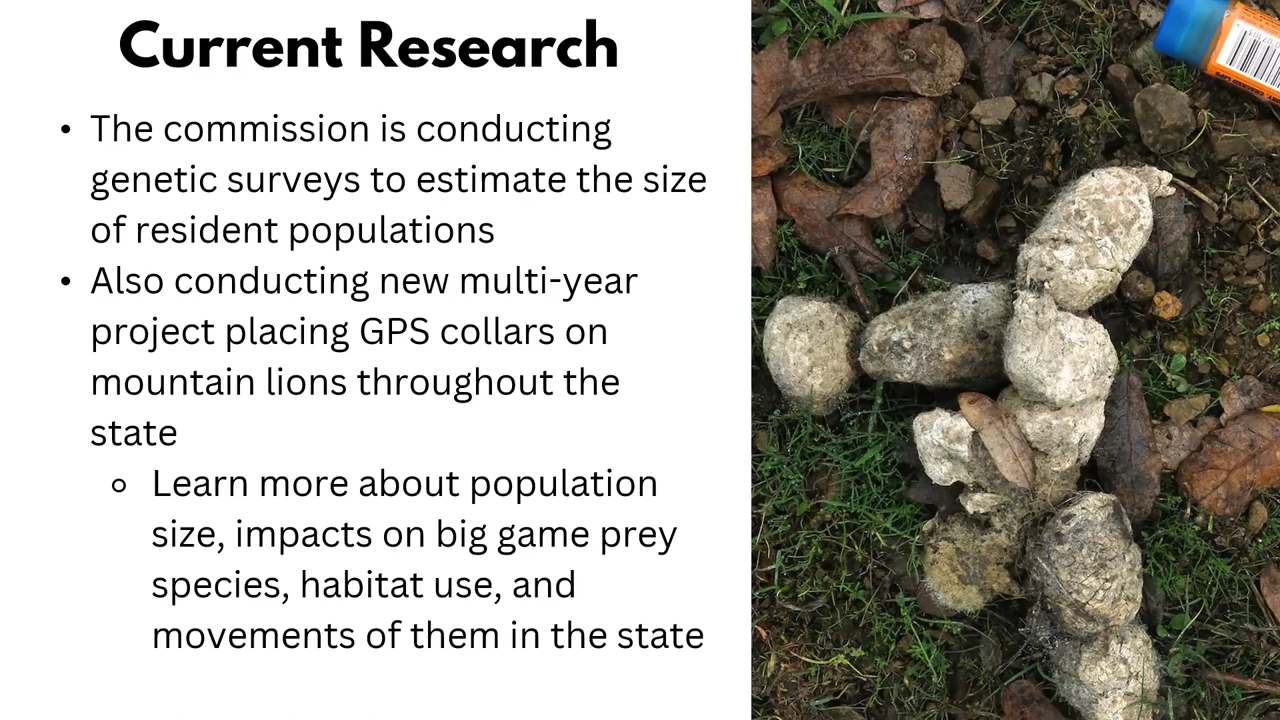 Current Research
• The commission is conducting
genetic surveys to estimate the size
of resident populations
• Also conducting new multi-year
project placing GPS collars on
mountain lions throughout the
state
◦ Learn more about population
size, impacts on big game prey
species, habitat use, and
movements of them in the state